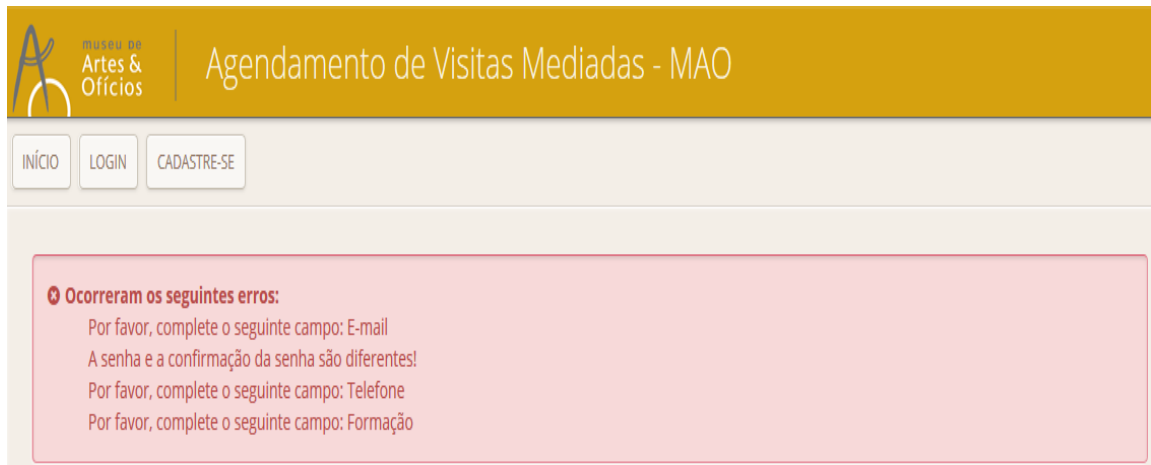 museu de
Artes &
Ofícios
Agendamento de Visitas Mediadas - MAO
INÍCIO LOGIN CADASTRE-SE
Ocorreram os seguintes erros:
Por favor, complete o seguinte campo: E-mail
A senha e a confirmação da senha são diferentes!
Por favor, complete o seguinte campo: Telefone
Por favor, complete o seguinte campo: Formação